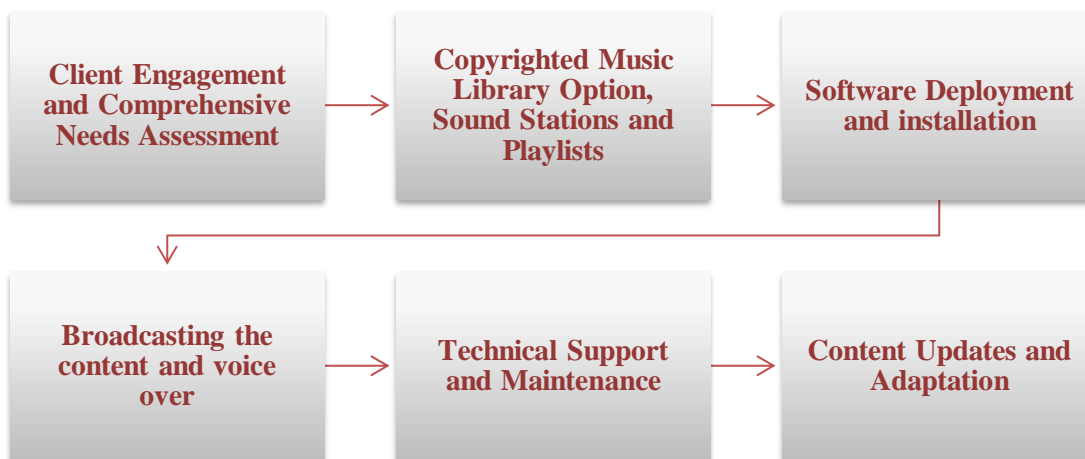 Client Engagement
and Comprehensive
Needs Assessment
Copyrighted Music
Library Option,
Sound Stations and
Playlists
Software Deployment
and installation
Broadcasting the
content and voice
over
Technical Support
and Maintenance
Content Updates and
Adaptation